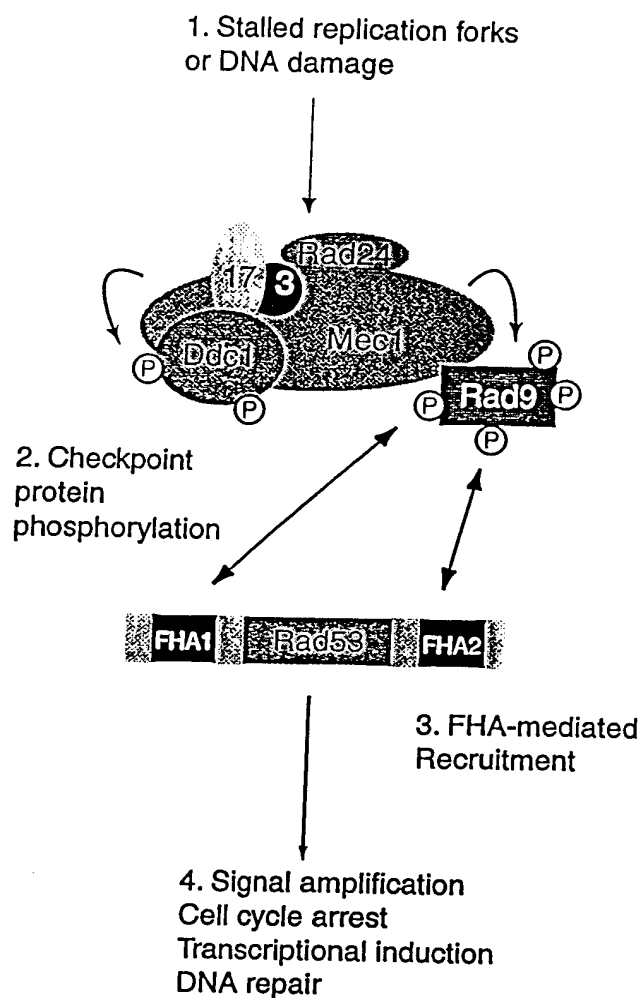 1. Stalled replication forks
or DNA damage
Rad24
17
3
Mec1
Ddc1
P
P
P
P
P
P
Rad9
2. Checkpoint
protein
phosphorylation
FHA1
Rad53
FHA2
3. FHA-mediated
Recruitment
4. Signal amplification
Cell cycle arrest
Transcriptional induction
DNA repair